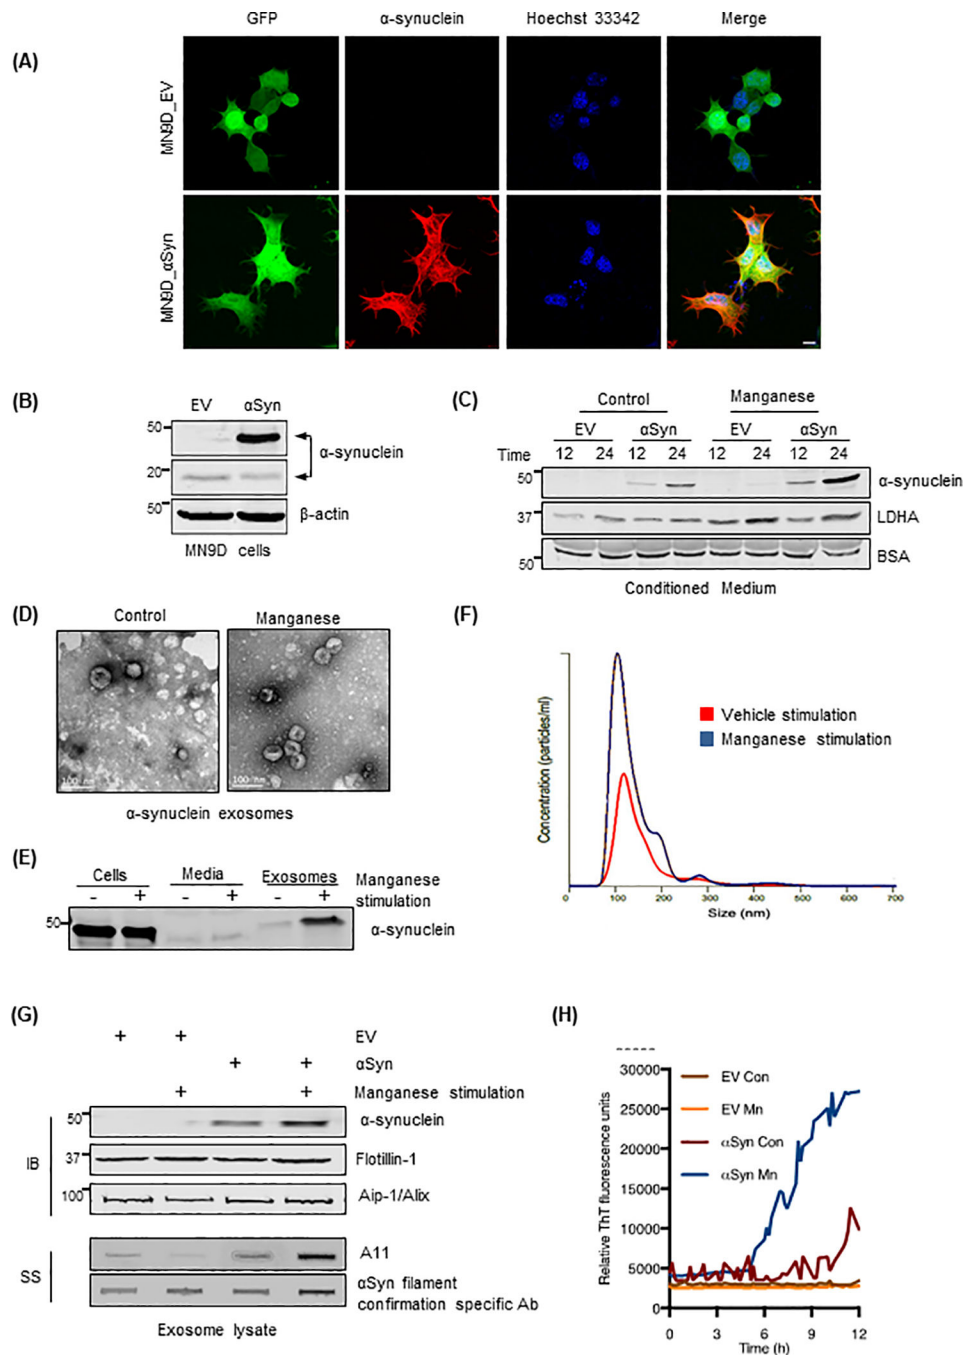 GFP α-synuclein Hoechst 33342 Merge
(A)
MN9D_EV
MN9D_αSyn
(B)
EV αSyn
50
20
α-synuclein
50
β-actin
MN9D cells
(C)
Control Manganese
EV αSyn EV αSyn
Time 12 24 12 24 12 24 12 24
50
α-synuclein
37
LDHA
50
BSA
Conditioned Medium
(D)
Control Manganese
100 nm 100 nm
α-synuclein exosomes
(E)
Cells Media Exosomes Manganese
- + - + - + stimulation
50
α-synuclein
(F)
Concentration (particles/ml)
Vehicle stimulation
Manganese stimulation
0 100 200 300 400 500 600 700
Size (nm)
(G)
+ + EV
+ + αSyn
+ + Manganese stimulation
IB
50
α-synuclein
37
Flotillin-1
100
Aip-1/Alix
SS
A11
αSyn filament
confirmation specific Ab
Exosome lysate
(H)
Relative ThT fluorescence units
30000
25000
20000
15000
10000
5000
0
EV Con
EV Mn
αSyn Con
αSyn Mn
0 3 6 9 12
Time (h)